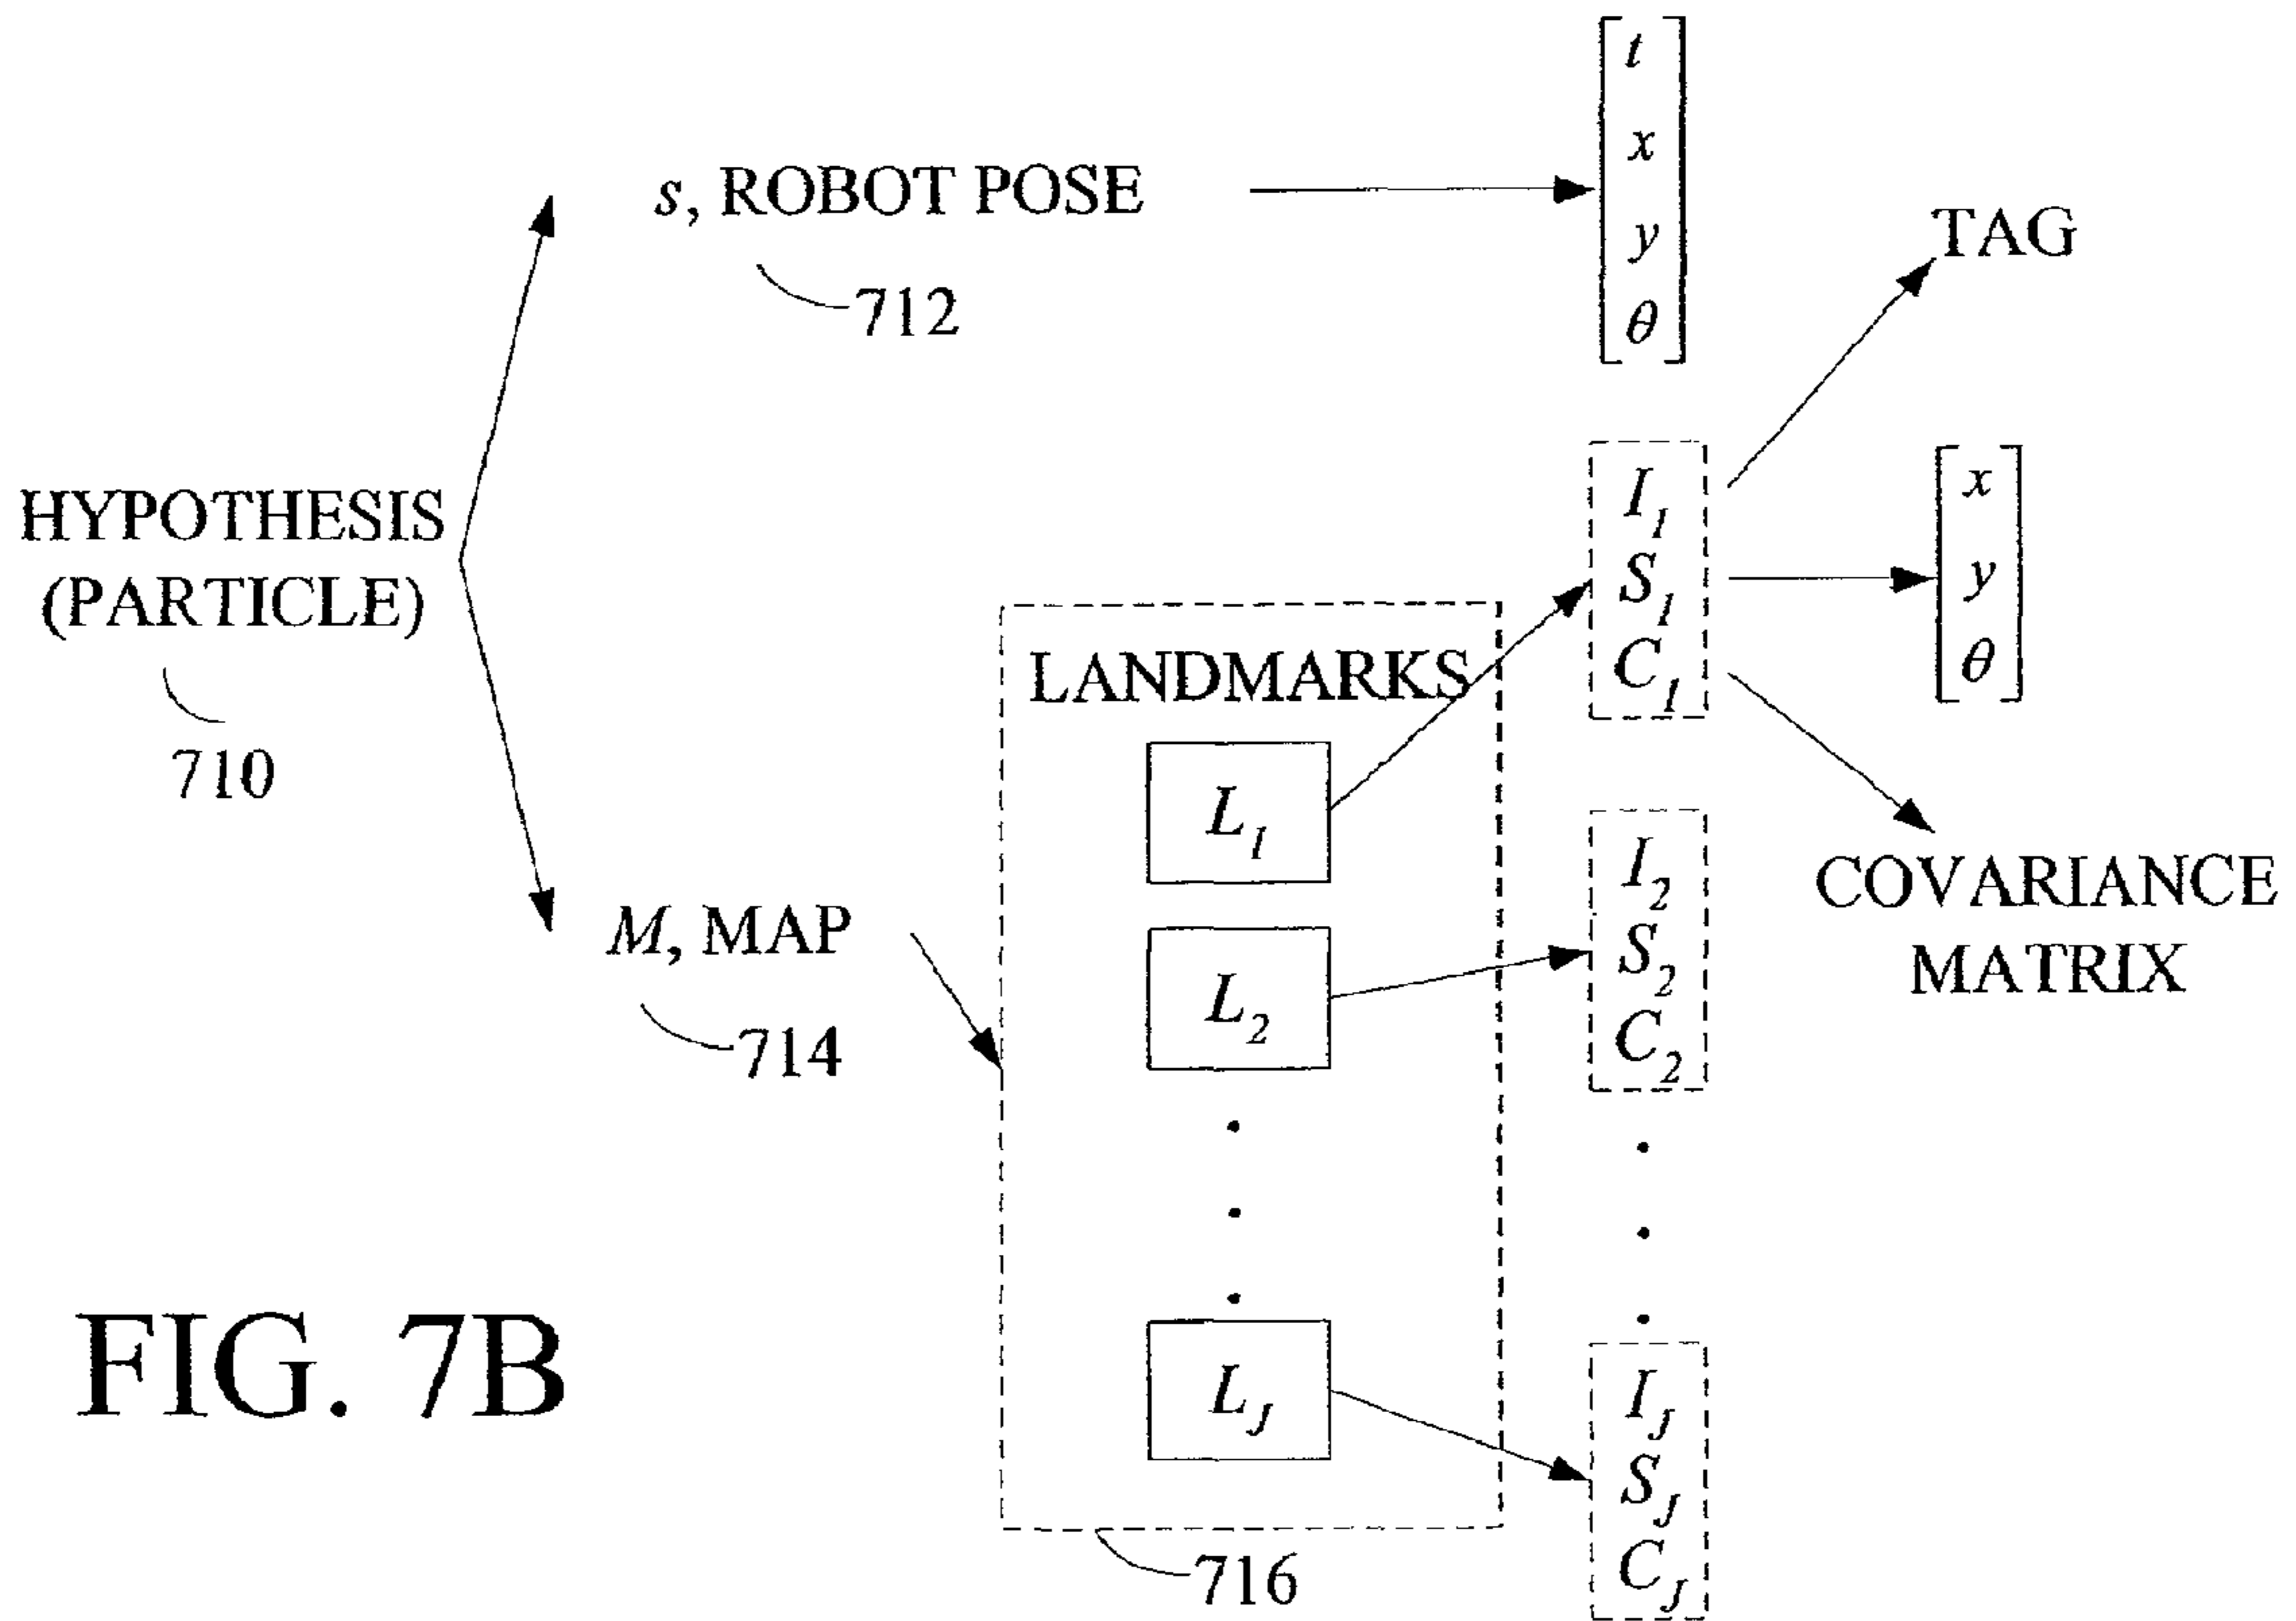 t
x
y
θ
s, ROBOT POSE
712
TAG
HYPOTHESIS
(PARTICLE)
710
I1
S1
C1
x
y
θ
LANDMARKS
L1
L2
.
.
.
LJ
I2
S2
C2
COVARIANCE
MATRIX
M, MAP
714
.
.
.
IJ
SJ
CJ
716
FIG. 7B